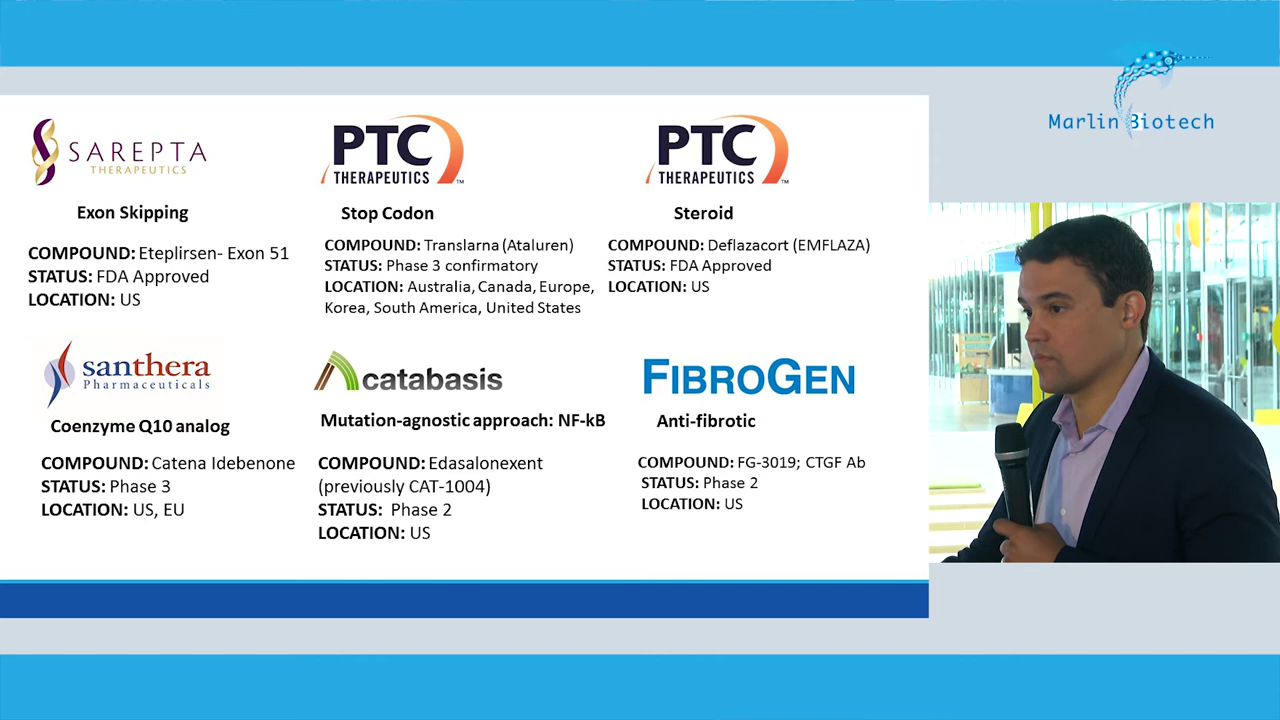 Marlin Biotech
SAREPTA
THERAPEUTICS
Exon Skipping
COMPOUND: Eteplirsen- Exon 51
STATUS: FDA Approved
LOCATION: US
PTC
THERAPEUTICS™
Stop Codon
COMPOUND: Translarna (Ataluren)
STATUS: Phase 3 confirmatory
LOCATION: Australia, Canada, Europe,
Korea, South America, United States
PTC
THERAPEUTICS™
Steroid
COMPOUND: Deflazacort (EMFLAZA)
STATUS: FDA Approved
LOCATION: US
santhera
Pharmaceuticals
Coenzyme Q10 analog
COMPOUND: Catena Idebenone
STATUS: Phase 3
LOCATION: US, EU
catabasis
Mutation-agnostic approach: NF-kB
COMPOUND: Edasalonexent
(previously CAT-1004)
STATUS: Phase 2
LOCATION: US
FIBROGEN
Anti-fibrotic
COMPOUND: FG-3019; CTGF Ab
STATUS: Phase 2
LOCATION: US